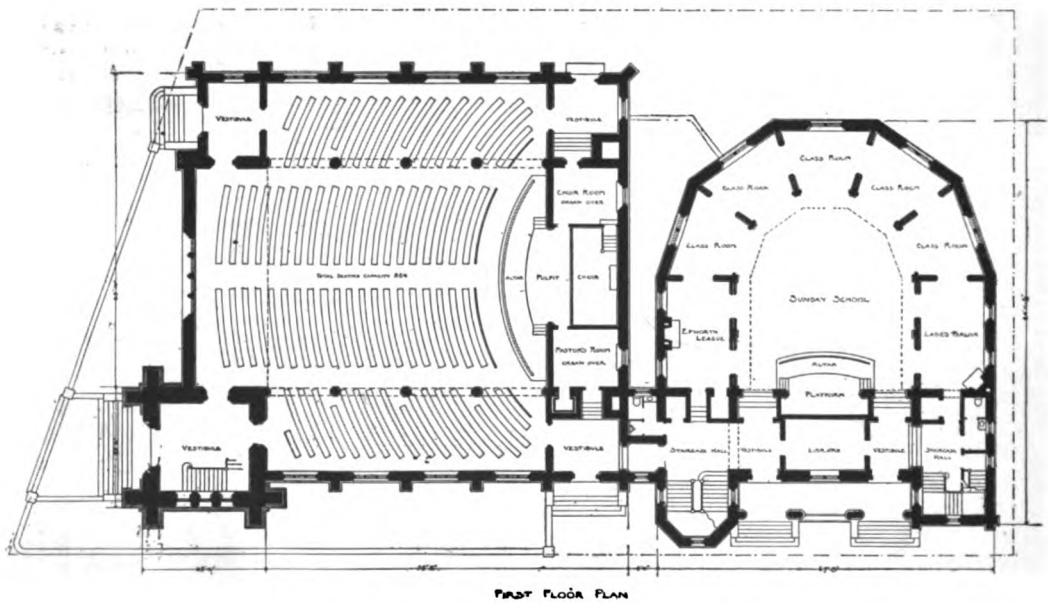 VESTIBULE
VESTIBULE
CLASS ROOM
CLASS ROOM
CLASS ROOM
CHOIR ROOM
ORGAN OVER
CLASS ROOM
CLASS ROOM
TOTAL SEATING CAPACITY
ALTAR
PULPIT
CHOIR
SUNDAY SCHOOL
EPWORTH
LEAGUE
LADIES PARLOR
PASTOR'S ROOM
ORGAN OVER
ALTAR
PLATFORM
VESTIBULE
VESTIBULE
STAIRCASE HALL
VESTIBULE
LIBRARY
VESTIBULE
STAIRCASE
HALL
FIRST FLOOR PLAN